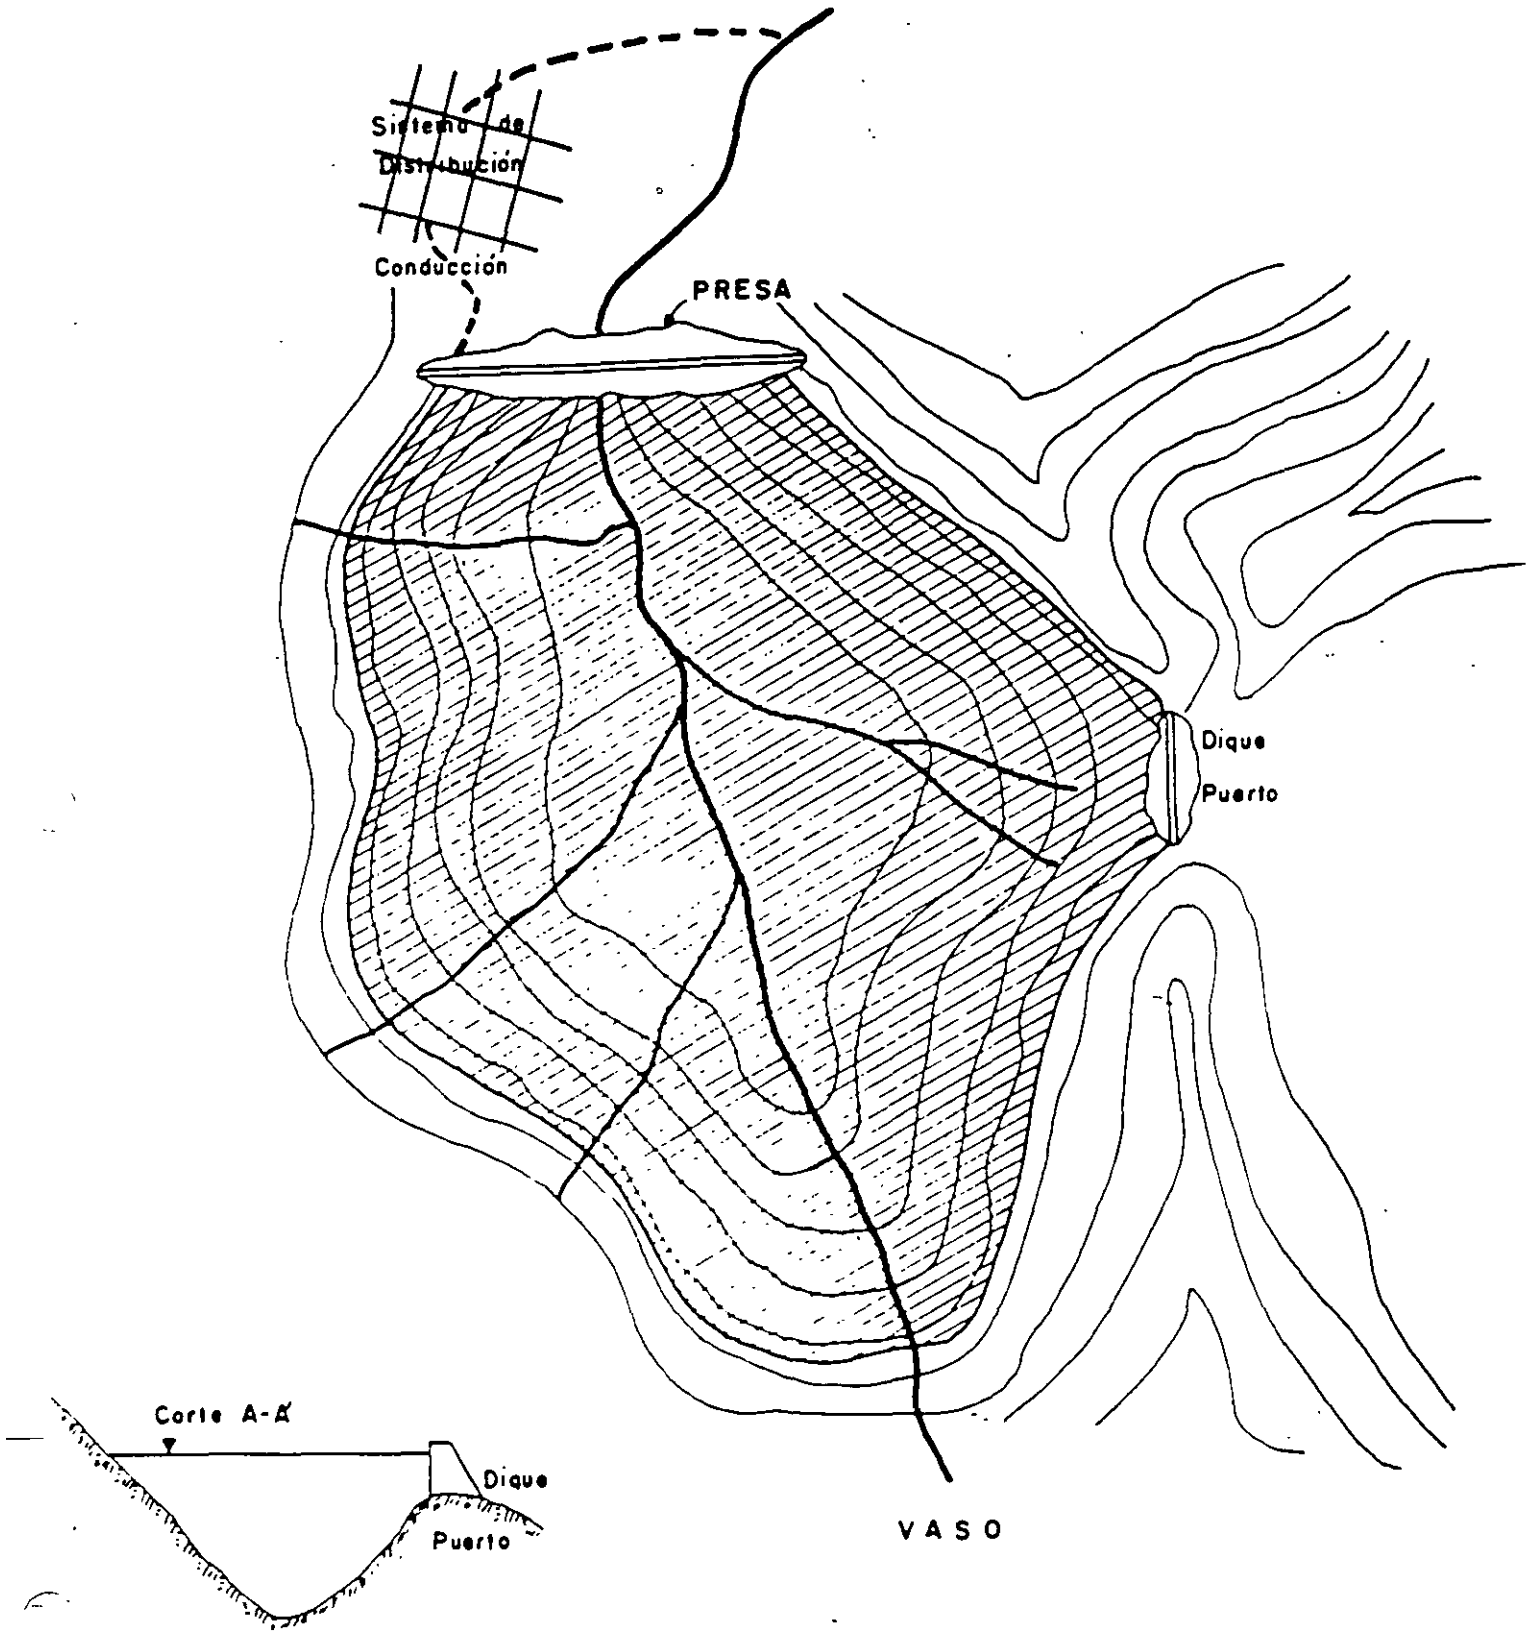 Sistema de
Distribución
Conducción
PRESA
Dique
Puerto
Corte A-A'
Dique
Puerto
VASO